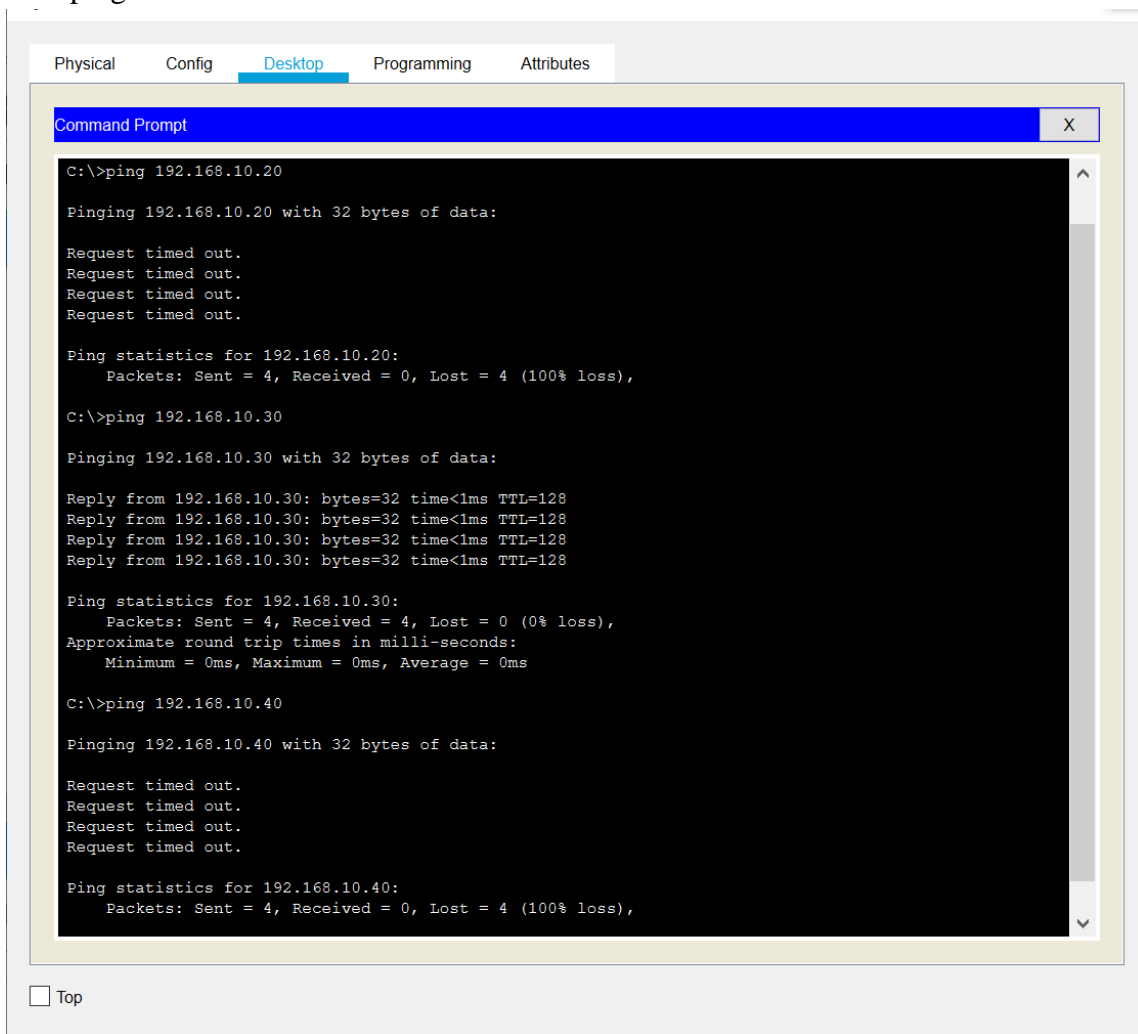 Physical Config Desktop Programming Attributes
Command Prompt X
C:\>ping 192.168.10.20
Pinging 192.168.10.20 with 32 bytes of data:
Request timed out.
Request timed out.
Request timed out.
Request timed out.
Ping statistics for 192.168.10.20:
Packets: Sent = 4, Received = 0, Lost = 4 (100% loss),
C:\>ping 192.168.10.30
Pinging 192.168.10.30 with 32 bytes of data:
Reply from 192.168.10.30: bytes=32 time<1ms TTL=128
Reply from 192.168.10.30: bytes=32 time<1ms TTL=128
Reply from 192.168.10.30: bytes=32 time<1ms TTL=128
Reply from 192.168.10.30: bytes=32 time<1ms TTL=128
Ping statistics for 192.168.10.30:
Packets: Sent = 4, Received = 4, Lost = 0 (0% loss),
Approximate round trip times in milli-seconds:
Minimum = 0ms, Maximum = 0ms, Average = 0ms
C:\>ping 192.168.10.40
Pinging 192.168.10.40 with 32 bytes of data:
Request timed out.
Request timed out.
Request timed out.
Request timed out.
Ping statistics for 192.168.10.40:
Packets: Sent = 4, Received = 0, Lost = 4 (100% loss),
Top